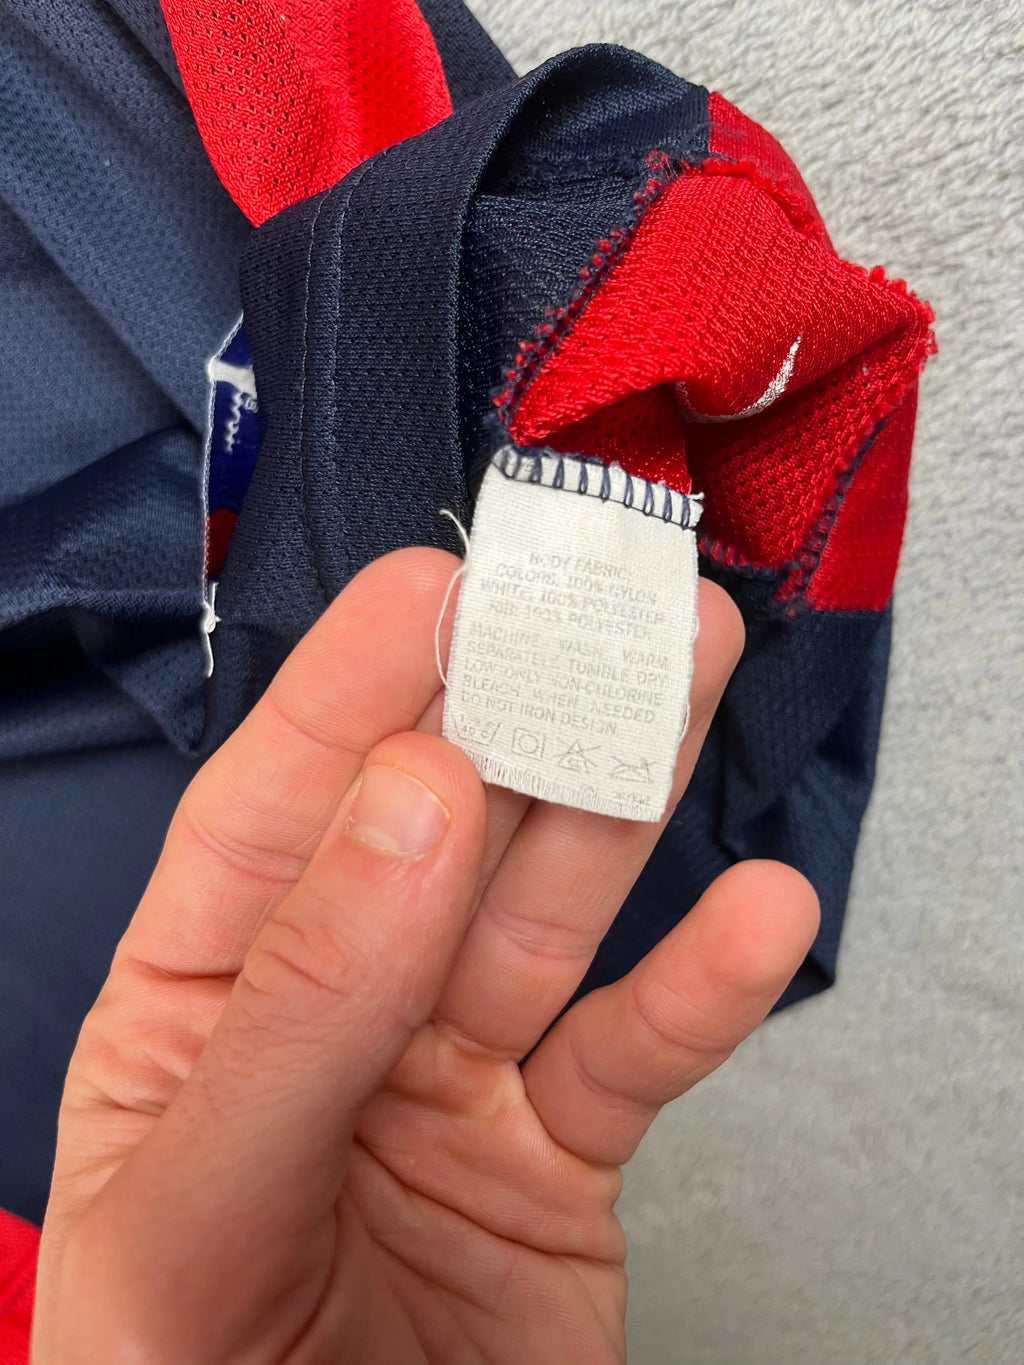 BODY FABRIC:
COLORS: 100% NYLON
WHITE: 100% POLYESTER
RIB: 100% POLYESTER
MACHINE WASH WARM
SEPARATELY TUMBLE DRY
LOW ONLY NON-CHLORINE
BLEACH WHEN NEEDED
DO NOT IRON DESIGN